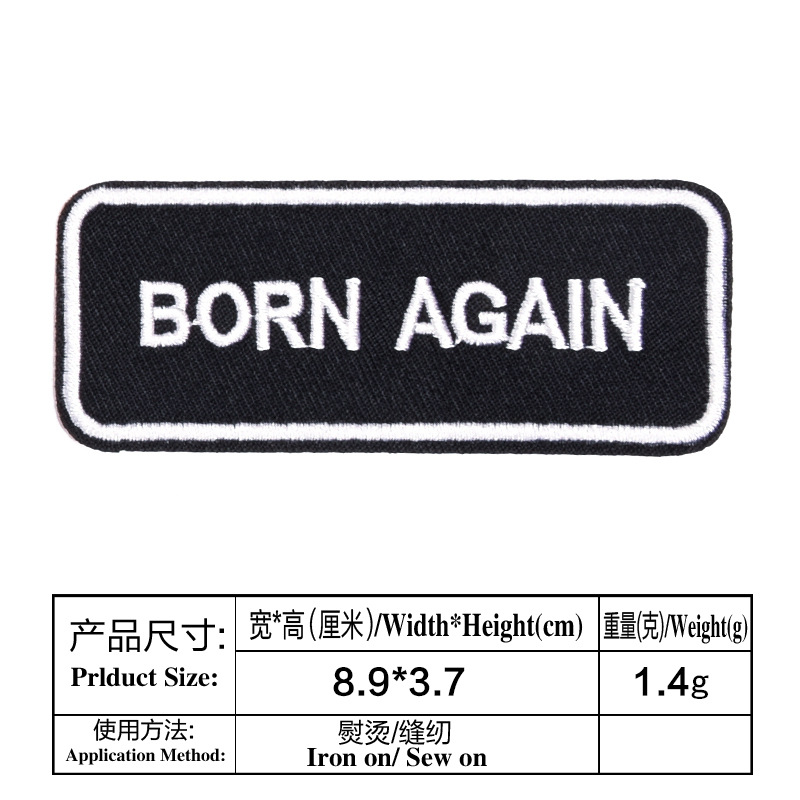 BORN AGAIN
产品尺寸:
Prlduct Size:
宽*高(厘米)/Width*Height(cm)
重量(克)/Weight(g)
8.9*3.7
1.4g
使用方法:
Application Method:
熨烫/缝纫
Iron on/ Sew on